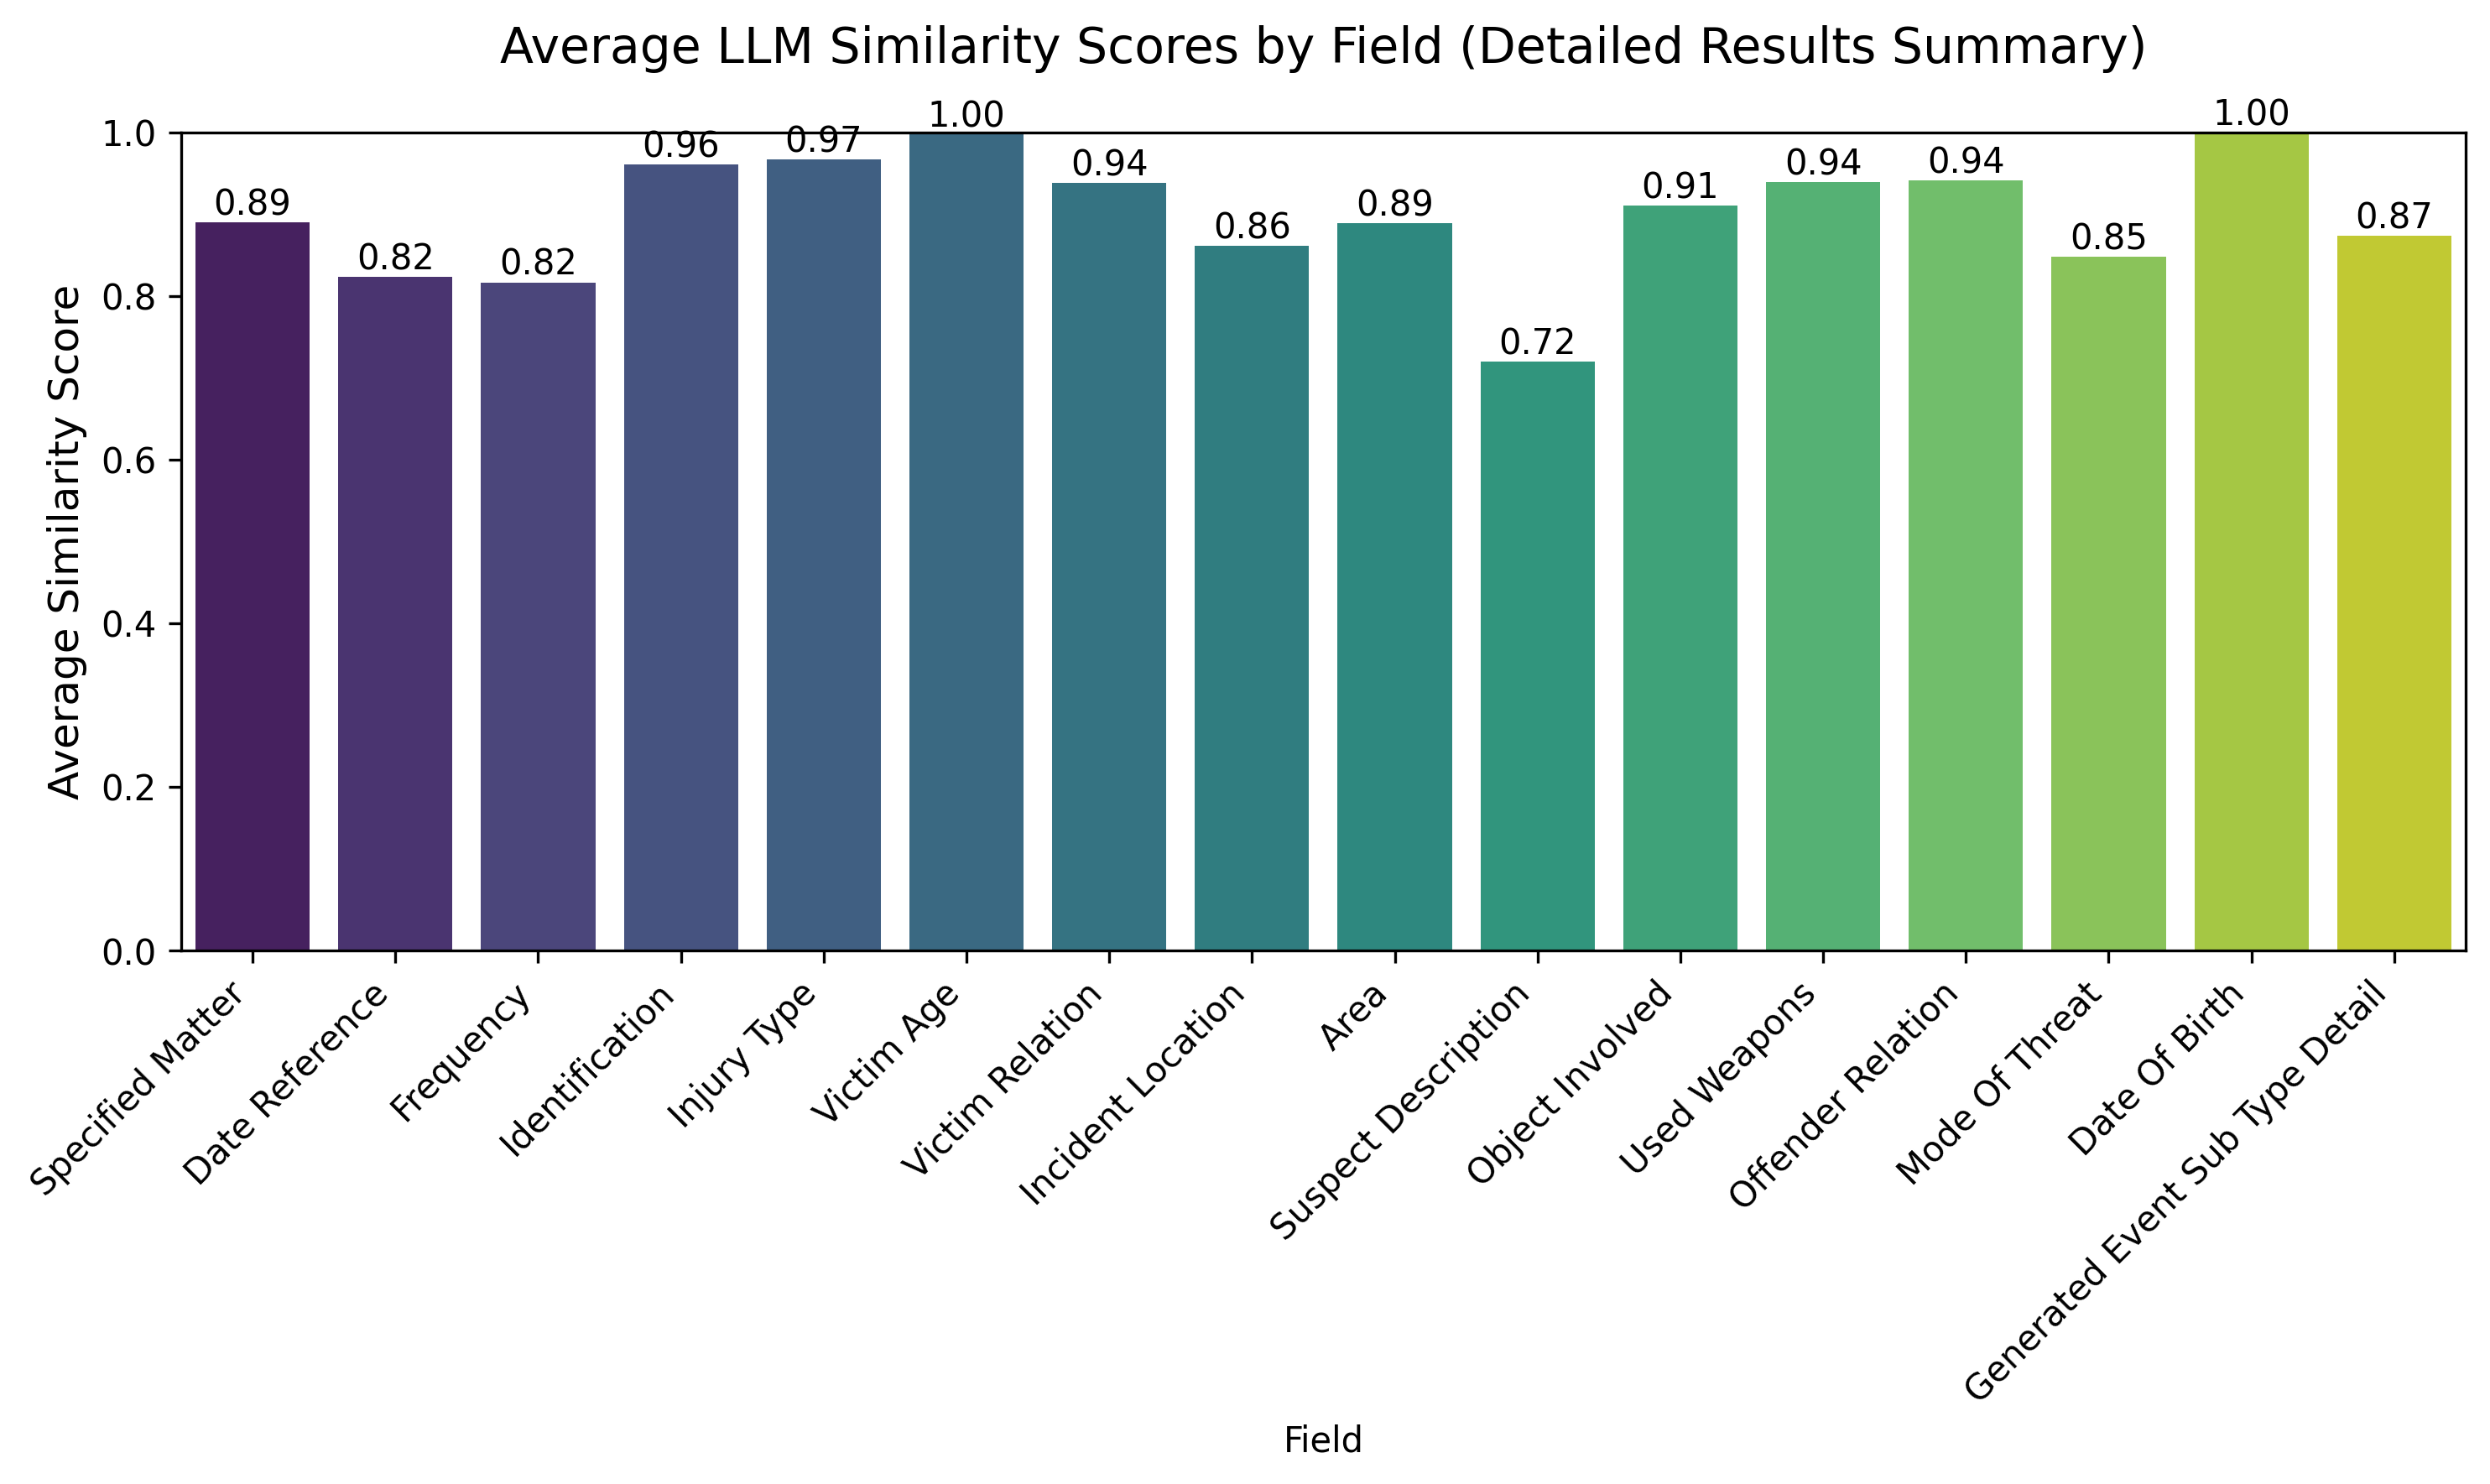 Average LLM Similarity Scores by Field (Detailed Results Summary)
Average Similarity Score
1.0
0.8
0.6
0.4
0.2
0.0
0.89
0.82
0.82
0.96
0.97
1.00
0.94
0.86
0.89
0.72
0.91
0.94
0.94
0.85
1.00
0.87
Specified Matter
Date Reference
Frequency
Identification
Injury Type
Victim Age
Victim Relation
Incident Location
Area
Suspect Description
Object Involved
Used Weapons
Offender Relation
Mode Of Threat
Date Of Birth
Generated Event Sub Type Detail
Field